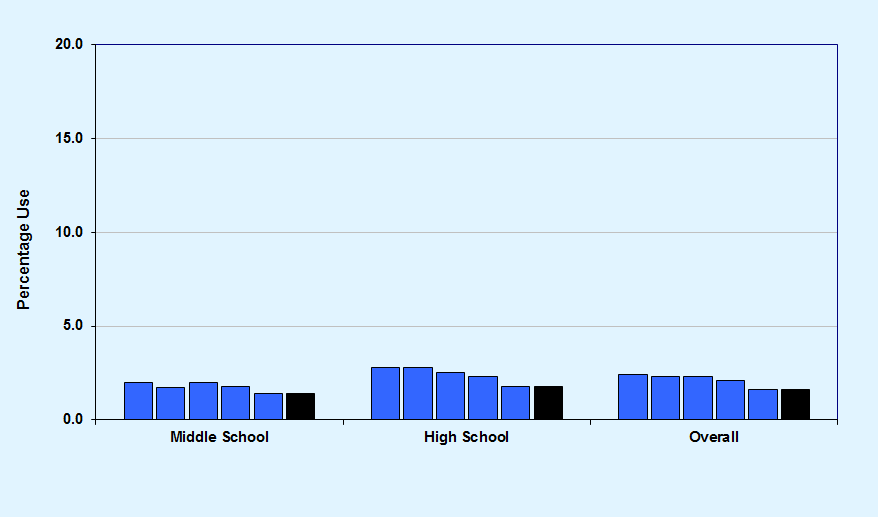 20.0
15.0
10.0
5.0
0.0
Percentage Use
Middle School
High School
Overall